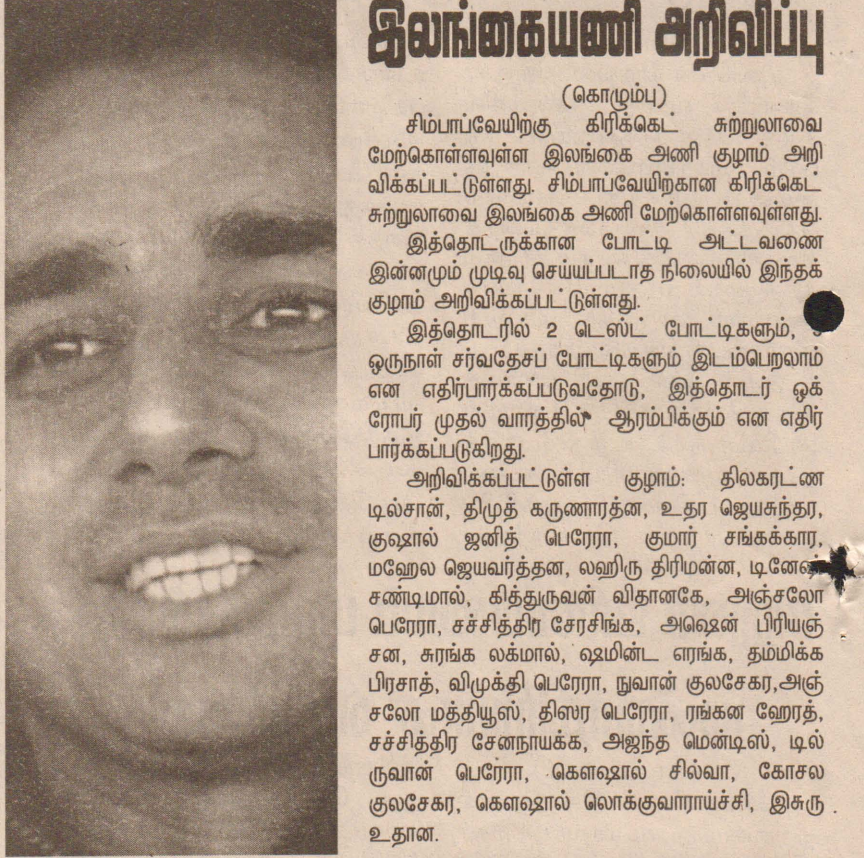 இலங்கையணி அறிவிப்பு
(கொழும்பு)
சிம்பாப்வேயிற்கு கிரிக்கெட் சுற்றுலாவை
மேற்கொள்ளவுள்ள இலங்கை அணி குழாம் அறி
விக்கப்பட்டுள்ளது. சிம்பாப்வேயிற்கான கிரிக்கெட்
சுற்றுலாவை இலங்கை அணி மேற்கொள்ளவுள்ளது.
இத்தொட்ருக்கான போட்டி அட்டவணை
இன்னமும் முடிவு செய்யப்படாத நிலையில் இந்தக்
குழாம் அறிவிக்கப்பட்டுள்ளது.
இத்தொடரில் 2 டெஸ்ட் போட்டிகளும்,
ஒருநாள் சர்வதேசப் போட்டிகளும் இடம்பெறலாம்
என எதிர்பார்க்கப்படுவதோடு, இத்தொடர் ஒக்
ரோபர் முதல் வாரத்தில் ஆரம்பிக்கும் என எதிர்
பார்க்கப்படுகிறது.
அறிவிக்கப்பட்டுள்ள குழாம்: திலகரட்ண
டில்சான், திமுத் கருணாரத்ன, உதர ஜெயசுந்தர,
குஷால் ஜனித் பெரேரா, குமார் சங்கக்கார,
மஹேல ஜெயவர்த்தன, லஹிரு திரிமன்ன,
சண்டிமால், கித்துருவன் விதானகே, அஞ்சலோ
பெரேரா, சச்சித்திர சேரசிங்க, அஷென் பிரியஞ்
சன, சுரங்க லக்மால், ஷமின்ட எரங்க, தம்மிக்க
பிரசாத், விமுக்தி பெரேரா, நுவான் குலசேகர,அஞ்
சலோ மத்தியூஸ், திஸர பெரேரா, ரங்கன ஹேரத்,
சச்சித்திர சேனநாயக்க, அஜந்த மென்டிஸ், டில்
ருவான் பெரேரா, கௌஷால் சில்வா, கோசல
குலசேகர, கௌஷால் லொக்குவாராய்ச்சி, இசுரு
உதான.